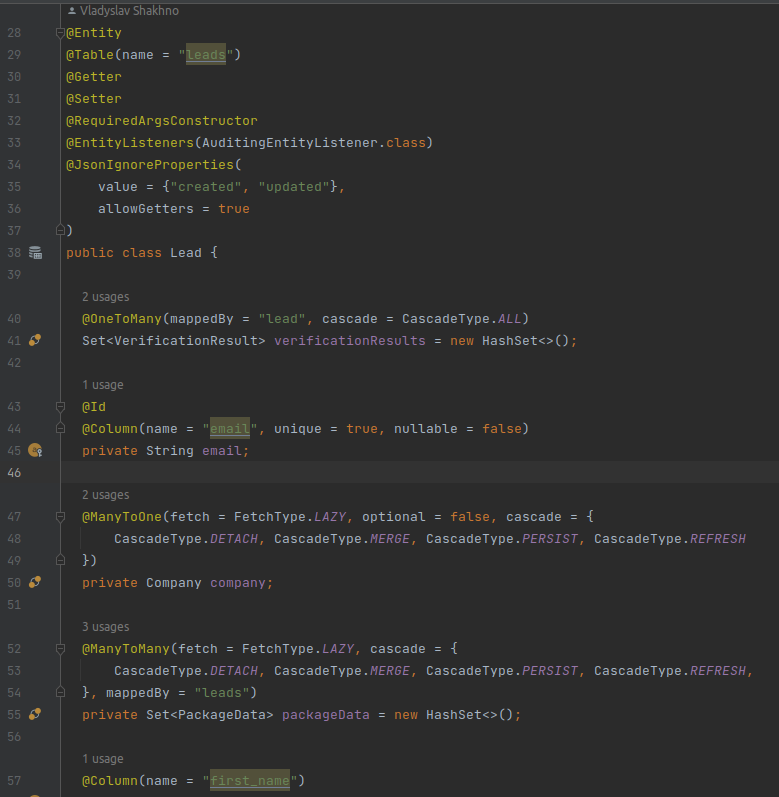 Vladyslav Shakhno
28 @Entity
29 @Table(name = "leads")
30 @Getter
31 @Setter
32 @RequiredArgsConstructor
33 @EntityListeners(AuditingEntityListener.class)
34 @JsonIgnoreProperties(
35     value = {"created", "updated"},
36     allowGetters = true
37 )
38 public class Lead {
39
2 usages
40   @OneToMany(mappedBy = "lead", cascade = CascadeType.ALL)
41   Set<VerificationResult> verificationResults = new HashSet<>();
42
1 usage
43   @Id
44   @Column(name = "email", unique = true, nullable = false)
45   private String email;
46
2 usages
47   @ManyToOne(fetch = FetchType.LAZY, optional = false, cascade = {
48       CascadeType.DETACH, CascadeType.MERGE, CascadeType.PERSIST, CascadeType.REFRESH
49   })
50   private Company company;
51
3 usages
52   @ManyToMany(fetch = FetchType.LAZY, cascade = {
53       CascadeType.DETACH, CascadeType.MERGE, CascadeType.PERSIST, CascadeType.REFRESH,
54   }, mappedBy = "leads")
55   private Set<PackageData> packageData = new HashSet<>();
56
1 usage
57   @Column(name = "first_name")